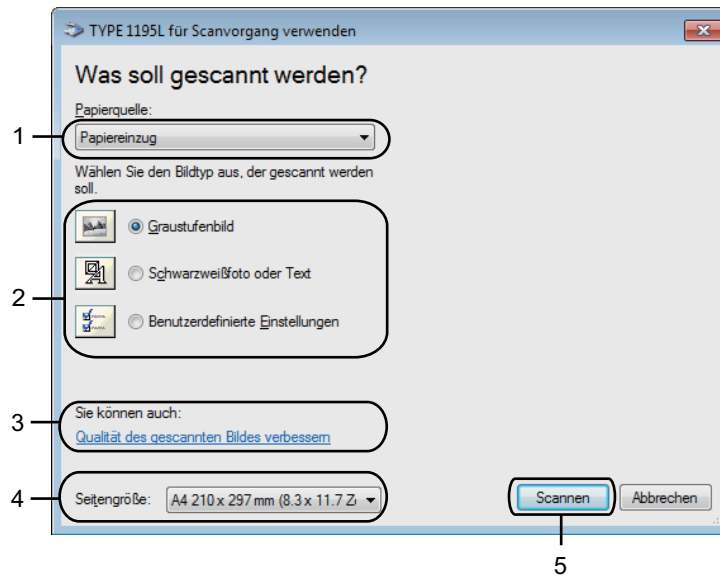 TYPE 1195L für Scanvorgang verwenden
Was soll gescannt werden?
Papierquelle:
1
Papiereinzug
Wählen Sie den Bildtyp aus, der gescannt werden
soll.
Graustufenbild
Schwarzweißfoto oder Text
2
Benutzerdefinierte Einstellungen
Sie können auch:
3
Qualität des gescannten Bildes verbessern
4
Seitengröße:
A4 210 x 297 mm (8.3 x 11.7 Z
Scannen
Abbrechen
5